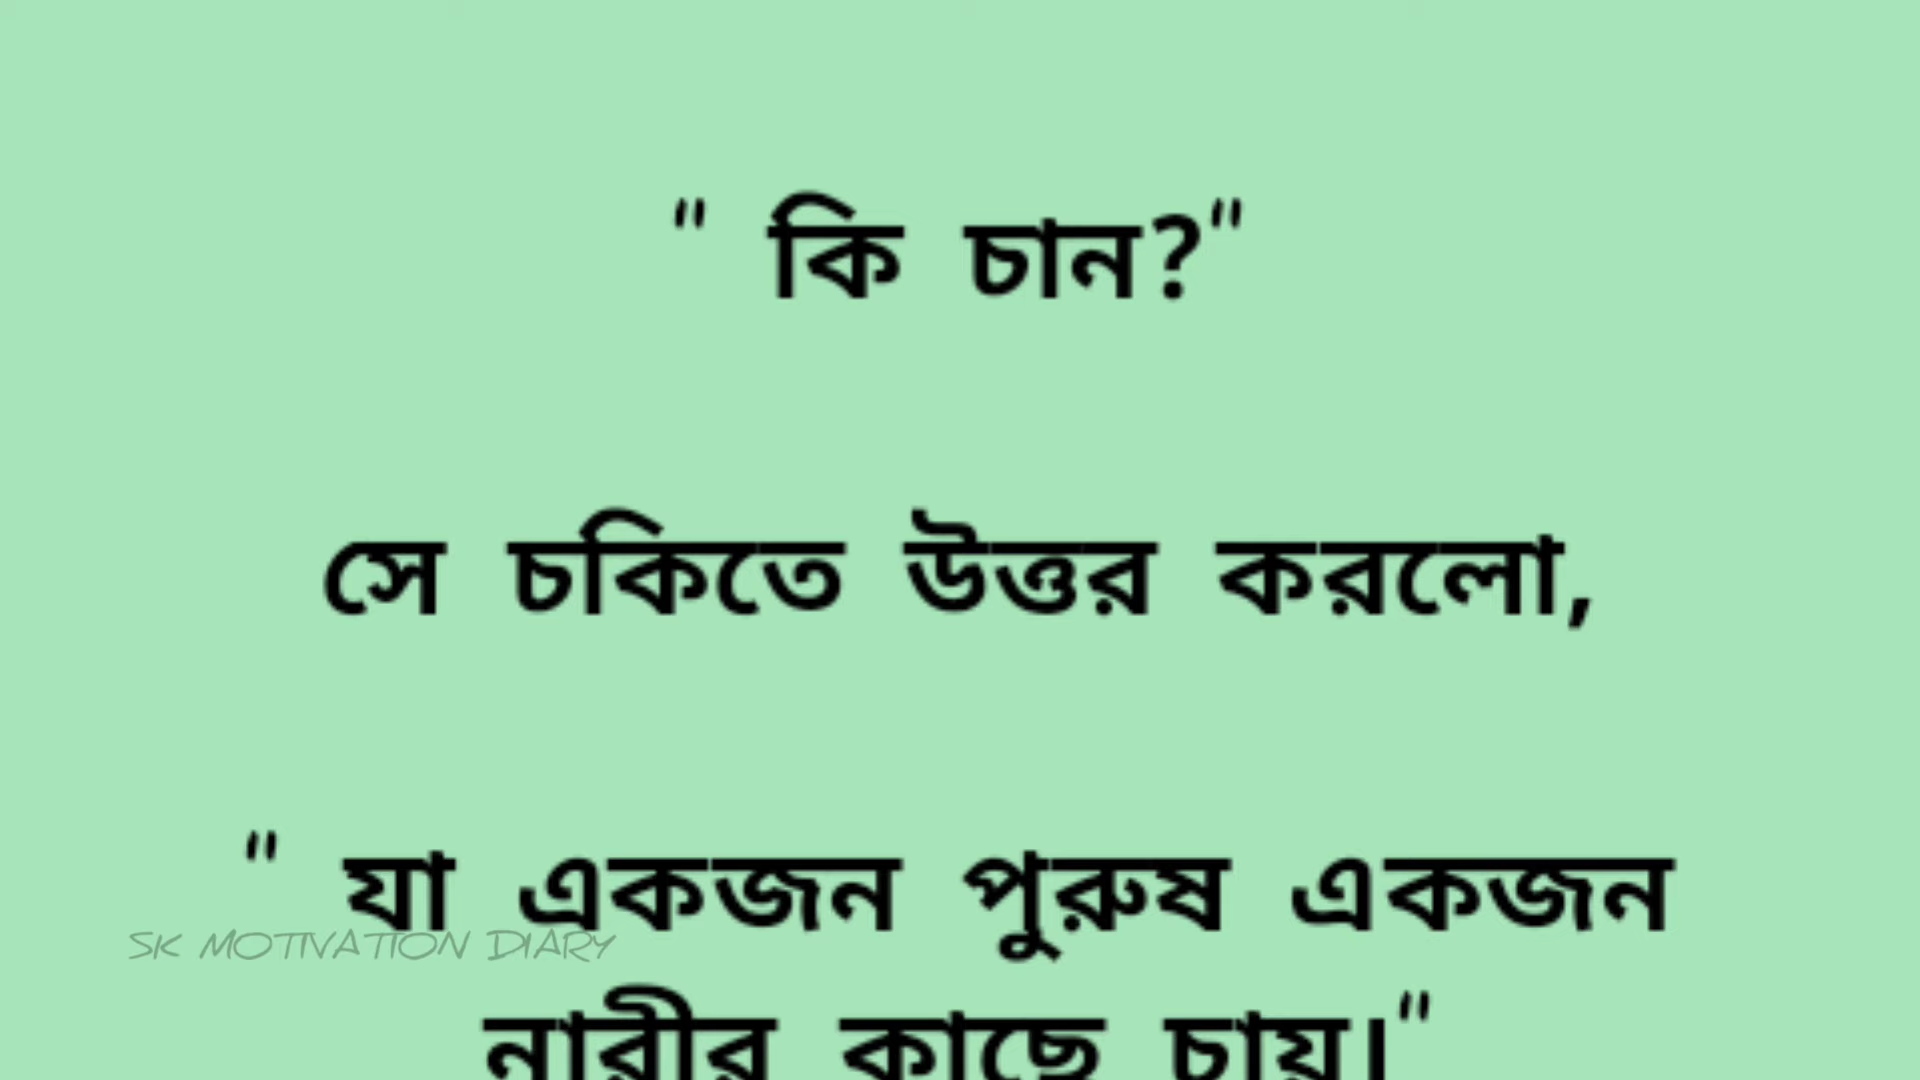 " কি চান?"
সে চকিতে উত্তর করলো,
" যা একজন পুরুষ একজন
SK MOTIVATION DIARY
নারীর কাছে চায়।"